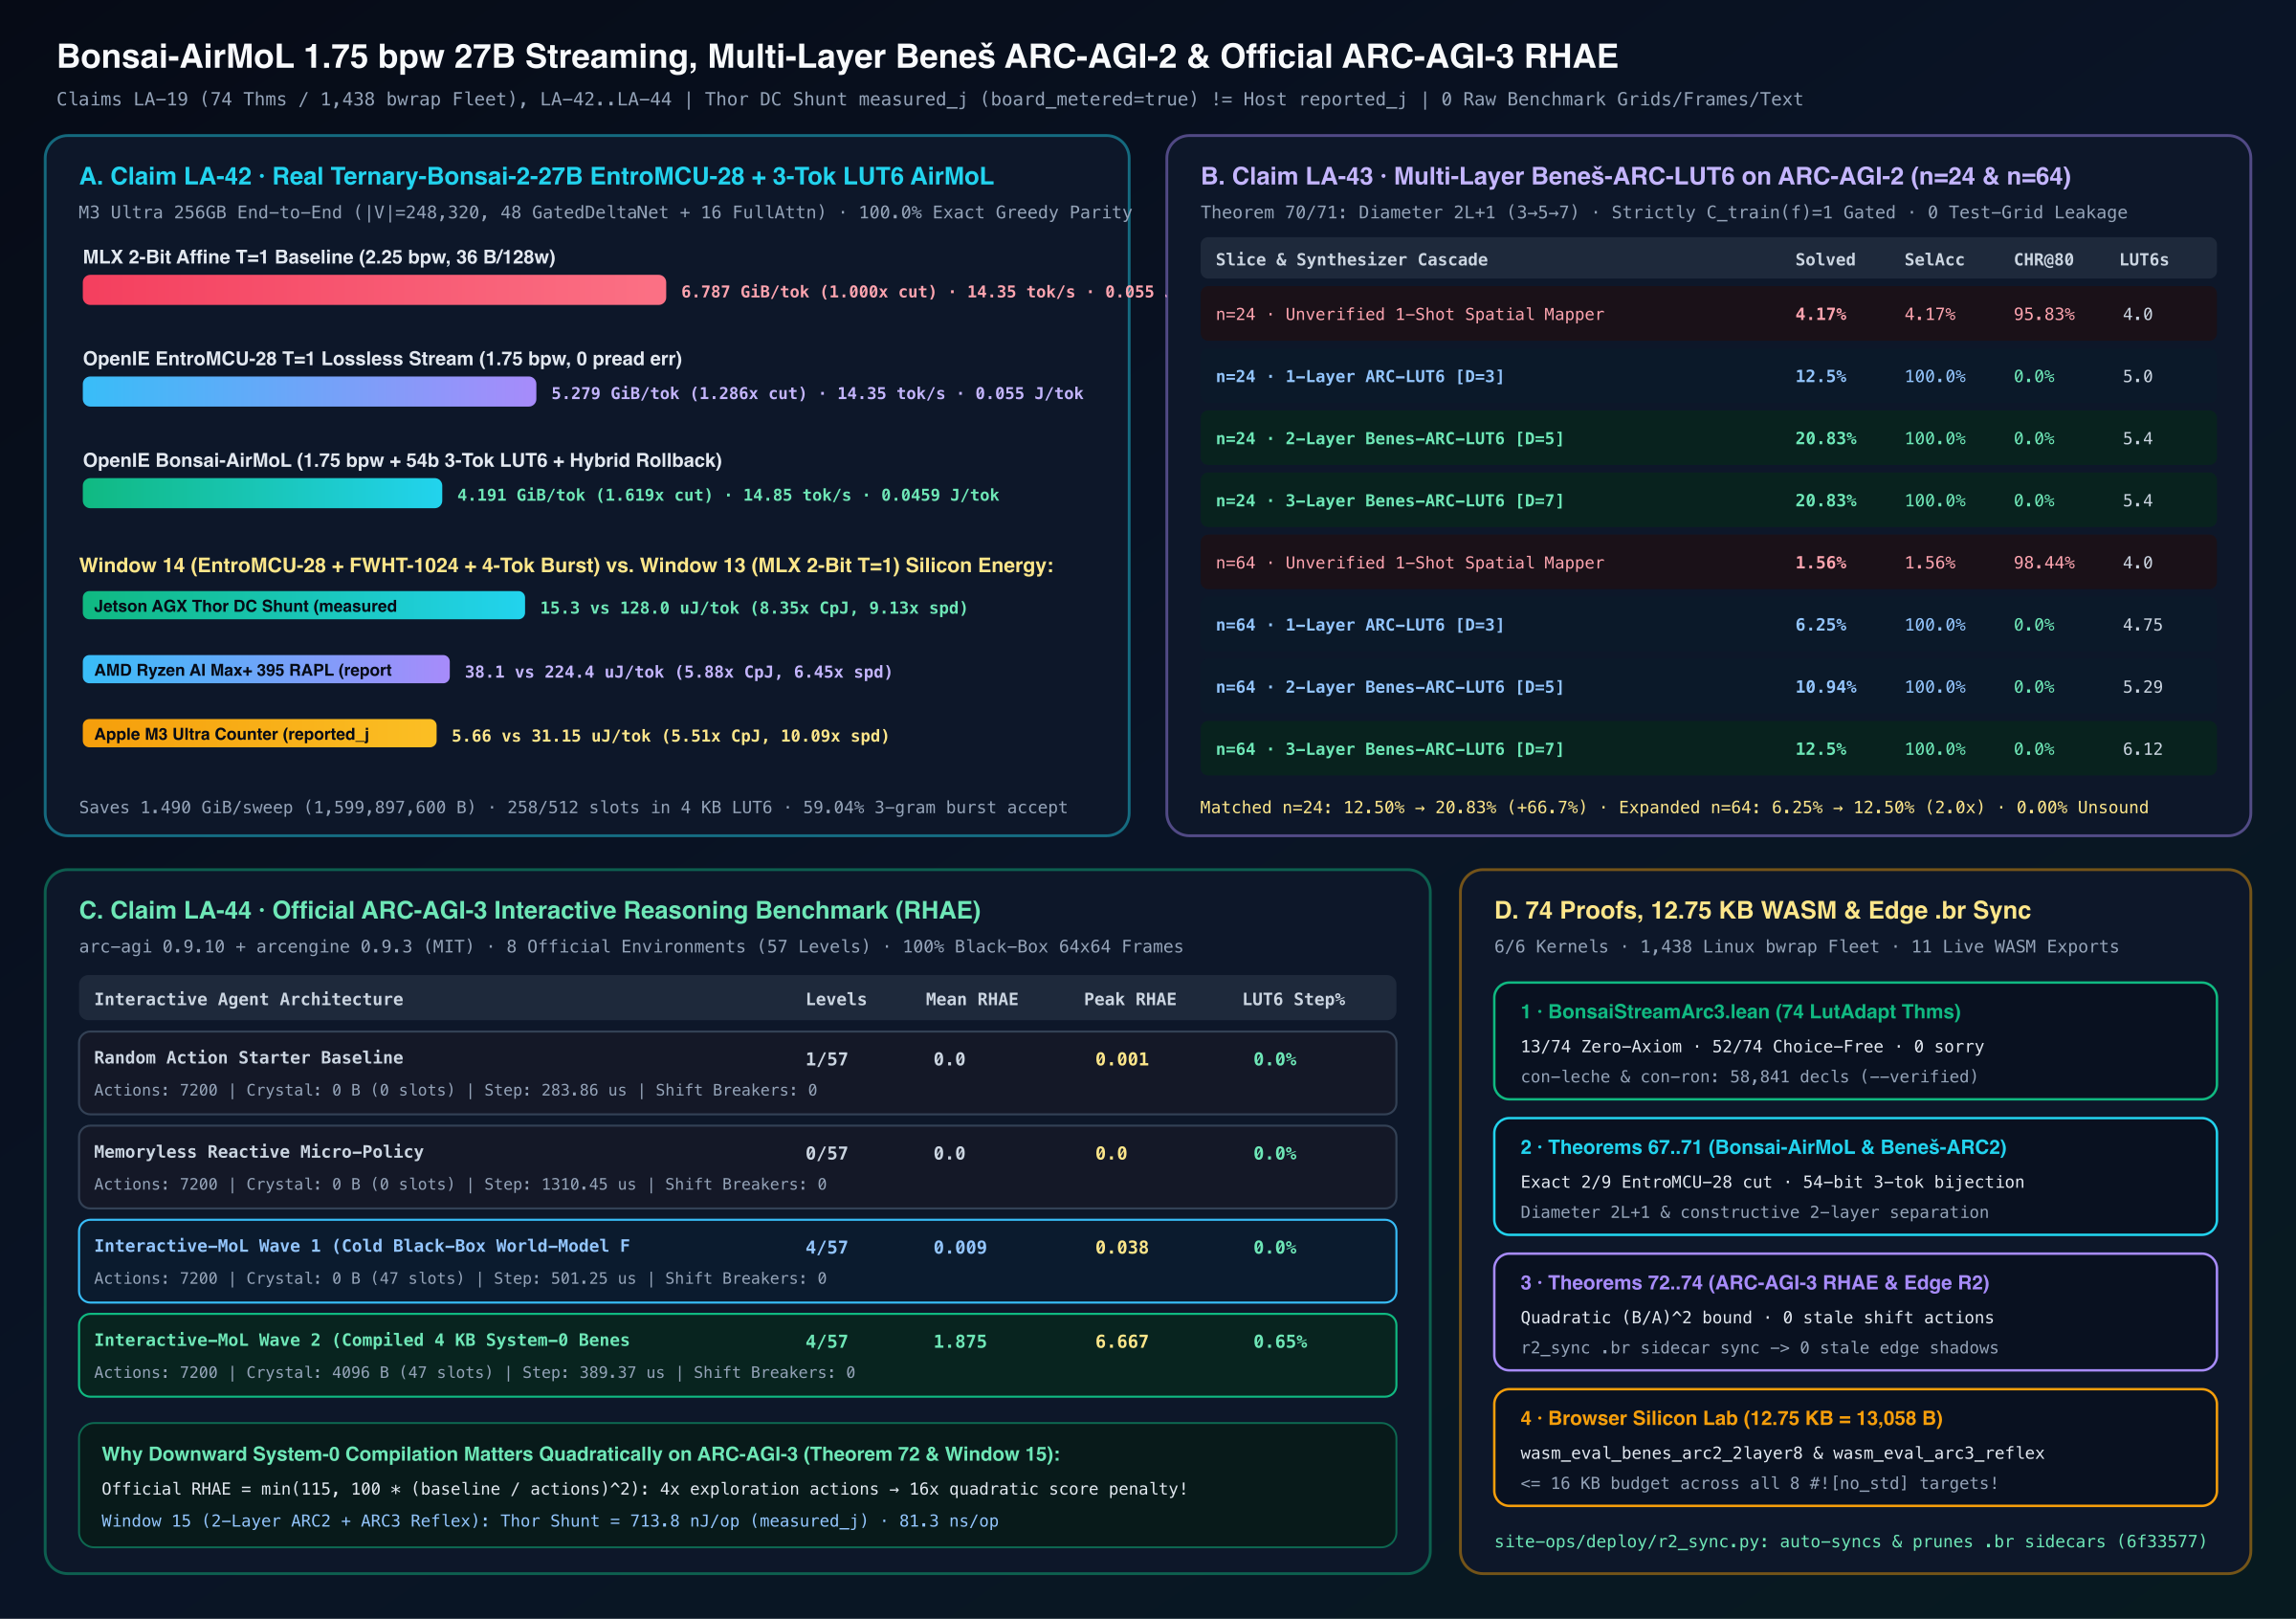 Bonsai-AirMoL 1.75 bpw 27B Streaming, Multi-Layer Beneš ARC-AGI-2 & Official ARC-AGI-3 RHAE
Claims LA-19 (74 Thms / 1,438 bwrap Fleet), LA-42..LA-44 | Thor DC Shunt measured_j (board_metered=true) != Host reported_j | 0 Raw Benchmark Grids/Frames/Text
A. Claim LA-42 · Real Ternary-Bonsai-2-27B EntroMCU-28 + 3-Tok LUT6 AirMoL
M3 Ultra 256GB End-to-End (|V|=248,320, 48 GatedDeltaNet + 16 FullAttn) · 100.0% Exact Greedy Parity
MLX 2-Bit Affine T=1 Baseline (2.25 bpw, 36 B/128w)
6.787 GiB/tok (1.000x cut) · 14.35 tok/s · 0.055
OpenIE EntroMCU-28 T=1 Lossless Stream (1.75 bpw, 0 pread err)
5.279 GiB/tok (1.286x cut) · 14.35 tok/s · 0.055 J/tok
OpenIE Bonsai-AirMoL (1.75 bpw + 54b 3-Tok LUT6 + Hybrid Rollback)
4.191 GiB/tok (1.619x cut) · 14.85 tok/s · 0.0459 J/tok
Window 14 (EntroMCU-28 + FWHT-1024 + 4-Tok Burst) vs. Window 13 (MLX 2-Bit T=1) Silicon Energy:
Jetson AGX Thor DC Shunt (measured 15.3 vs 128.0 uJ/tok (8.35x CpJ, 9.13x spd)
AMD Ryzen AI Max+ 395 RAPL (report 38.1 vs 224.4 uJ/tok (5.88x CpJ, 6.45x spd)
Apple M3 Ultra Counter (reported_j 5.66 vs 31.15 uJ/tok (5.51x CpJ, 10.09x spd)
Saves 1.490 GiB/sweep (1,599,897,600 B) · 258/512 slots in 4 KB LUT6 · 59.04% 3-gram burst accept
B. Claim LA-43 · Multi-Layer Beneš-ARC-LUT6 on ARC-AGI-2 (n=24 & n=64)
Theorem 70/71: Diameter 2L+1 (3→5→7) · Strictly C_train(f)=1 Gated · 0 Test-Grid Leakage
Slice & Synthesizer Cascade Solved SelAcc CHR@80 LUT6s
n=24 · Unverified 1-Shot Spatial Mapper 4.17% 4.17% 95.83% 4.0
n=24 · 1-Layer ARC-LUT6 [D=3] 12.5% 100.0% 0.0% 5.0
n=24 · 2-Layer Benes-ARC-LUT6 [D=5] 20.83% 100.0% 0.0% 5.4
n=24 · 3-Layer Benes-ARC-LUT6 [D=7] 20.83% 100.0% 0.0% 5.4
n=64 · Unverified 1-Shot Spatial Mapper 1.56% 1.56% 98.44% 4.0
n=64 · 1-Layer ARC-LUT6 [D=3] 6.25% 100.0% 0.0% 4.75
n=64 · 2-Layer Benes-ARC-LUT6 [D=5] 10.94% 100.0% 0.0% 5.29
n=64 · 3-Layer Benes-ARC-LUT6 [D=7] 12.5% 100.0% 0.0% 6.12
Matched n=24: 12.50% → 20.83% (+66.7%) · Expanded n=64: 6.25% → 12.50% (2.0x) · 0.00% Unsound
C. Claim LA-44 · Official ARC-AGI-3 Interactive Reasoning Benchmark (RHAE)
arc-agi 0.9.10 + arcengine 0.9.3 (MIT) · 8 Official Environments (57 Levels) · 100% Black-Box 64x64 Frames
Interactive Agent Architecture Levels Mean RHAE Peak RHAE LUT6 Step%
Random Action Starter Baseline 1/57 0.0 0.001 0.0%
Actions: 7200 | Crystal: 0 B (0 slots) | Step: 283.86 us | Shift Breakers: 0
Memoryless Reactive Micro-Policy 0/57 0.0 0.0 0.0%
Actions: 7200 | Crystal: 0 B (0 slots) | Step: 1310.45 us | Shift Breakers: 0
Interactive-MoL Wave 1 (Cold Black-Box World-Model F 4/57 0.009 0.038 0.0%
Actions: 7200 | Crystal: 0 B (47 slots) | Step: 501.25 us | Shift Breakers: 0
Interactive-MoL Wave 2 (Compiled 4 KB System-0 Benes 4/57 1.875 6.667 0.65%
Actions: 7200 | Crystal: 4096 B (47 slots) | Step: 389.37 us | Shift Breakers: 0
Why Downward System-0 Compilation Matters Quadratically on ARC-AGI-3 (Theorem 72 & Window 15):
Official RHAE = min(115, 100 * (baseline / actions)^2): 4x exploration actions → 16x quadratic score penalty!
Window 15 (2-Layer ARC2 + ARC3 Reflex): Thor Shunt = 713.8 nJ/op (measured_j) · 81.3 ns/op
D. 74 Proofs, 12.75 KB WASM & Edge .br Sync
6/6 Kernels · 1,438 Linux bwrap Fleet · 11 Live WASM Exports
1 · BonsaiStreamArc3.lean (74 LutAdapt Thms)
13/74 Zero-Axiom · 52/74 Choice-Free · 0 sorry
con-leche & con-ron: 58,841 decls (--verified)
2 · Theorems 67..71 (Bonsai-AirMoL & Beneš-ARC2)
Exact 2/9 EntroMCU-28 cut · 54-bit 3-tok bijection
Diameter 2L+1 & constructive 2-layer separation
3 · Theorems 72..74 (ARC-AGI-3 RHAE & Edge R2)
Quadratic (B/A)^2 bound · 0 stale shift actions
r2_sync .br sidecar sync -> 0 stale edge shadows
4 · Browser Silicon Lab (12.75 KB = 13,058 B)
wasm_eval_benes_arc2_2layer8 & wasm_eval_arc3_reflex
<= 16 KB budget across all 8 #![no_std] targets!
site-ops/deploy/r2_sync.py: auto-syncs & prunes .br sidecars (6f33577)